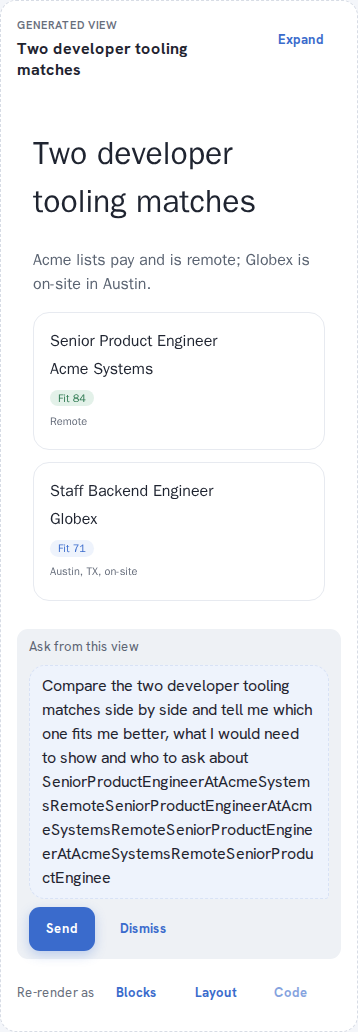 GENERATED VIEW
Two developer tooling
matches
Expand
Two developer
tooling matches
Acme lists pay and is remote; Globex is
on-site in Austin.
Senior Product Engineer
Acme Systems
Fit 84
Remote
Staff Backend Engineer
Globex
Fit 71
Austin, TX, on-site
Ask from this view
Compare the two developer tooling
matches side by side and tell me which
one fits me better, what I would need
to show and who to ask about
SeniorProductEngineerAtAcmeSystem
sRemoteSeniorProductEngineerAtAcm
eSystemsRemoteSeniorProductEngine
erAtAcmeSystemsRemoteSeniorProdu
ctEnginee
Send
Dismiss
Re-render as
Blocks
Layout
Code